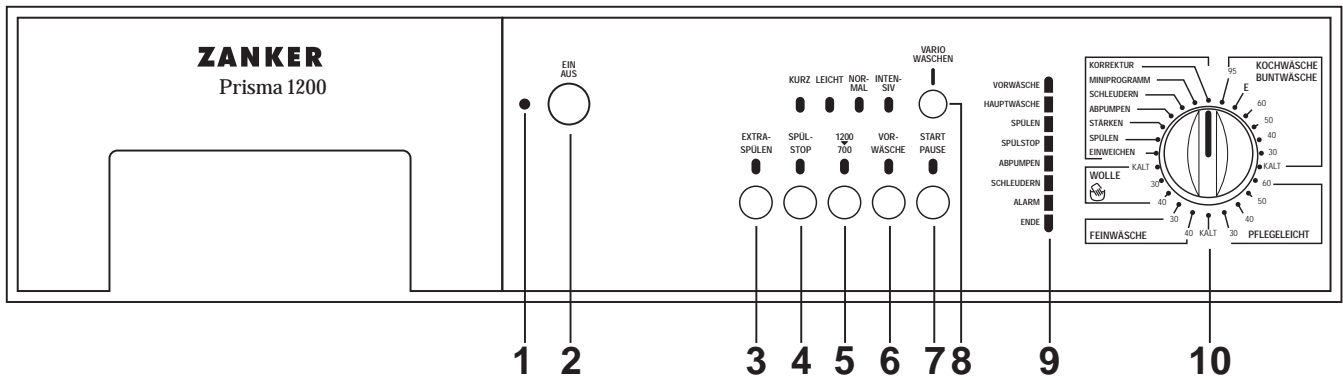 ZANKER
Prisma 1200
EIN
AUS
KURZ
LEICHT
NOR-
MAL
INTEN-
SIV
VARIO
WASCHEN
EXTRA-
SPÜLEN
SPÜL-
STOP
1200
700
VOR-
WÄSCHE
START
PAUSE
VORWÄSCHE
HAUPTWÄSCHE
SPÜLEN
SPÜLSTOP
ABPUMPEN
SCHLEUDERN
ALARM
ENDE
KORREKTUR
MINIPROGRAMM
SCHLEUDERN
ABPUMPEN
STÄRKEN
SPÜLEN
EINWEICHEN
KOCHWÄSCHE
BUNTWÄSCHE
95
E
60
50
40
30
KALT
60
50
40
30
PFLEGELEICHT
KALT
40
30
FEINWÄSCHE
40
30
KALT
WOLLE
1 2 3 4 5 6 7 8 9 10